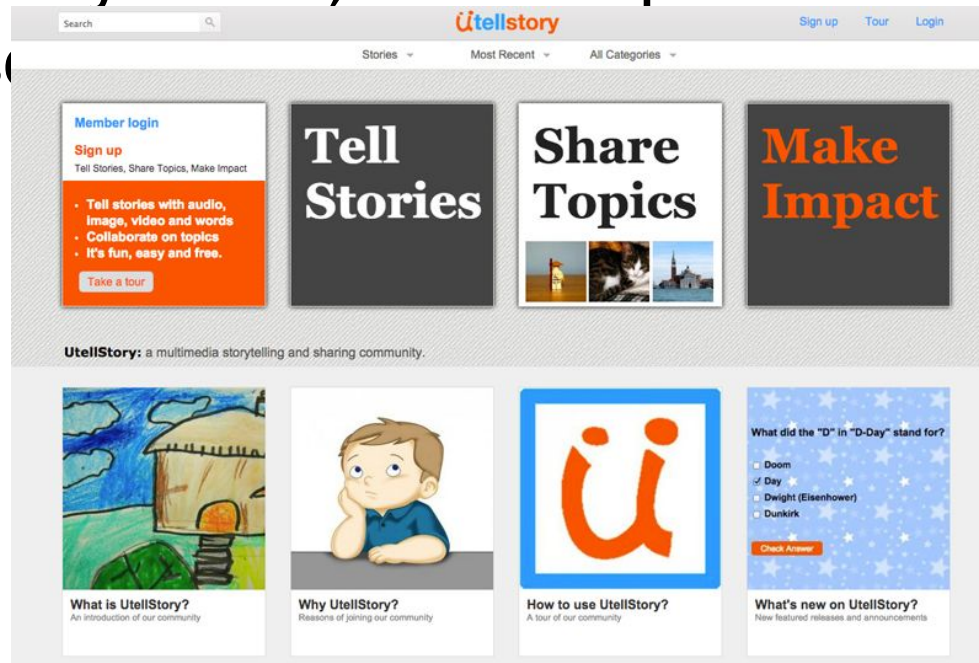 Search
Ütellstory
Sign up Tour Login
Stories Most Recent All Categories
Member login
Sign up
Tell Stories, Share Topics, Make Impact
• Tell stories with audio,
image, video and words
• Collaborate on topics
• It's fun, easy and free.
Take a tour
Tell
Stories
Share
Topics
Make
Impact
UtellStory: a multimedia storytelling and sharing community.
ü
What did the "D" in "D-Day" stand for?
Doom
Day
Dwight (Eisenhower)
Dunkirk
Check Answer
What is UtellStory?
An introduction of our community
Why UtellStory?
Reasons of joining our community
How to use UtellStory?
A tour of our community
What's new on UtellStory?
New featured releases and announcements